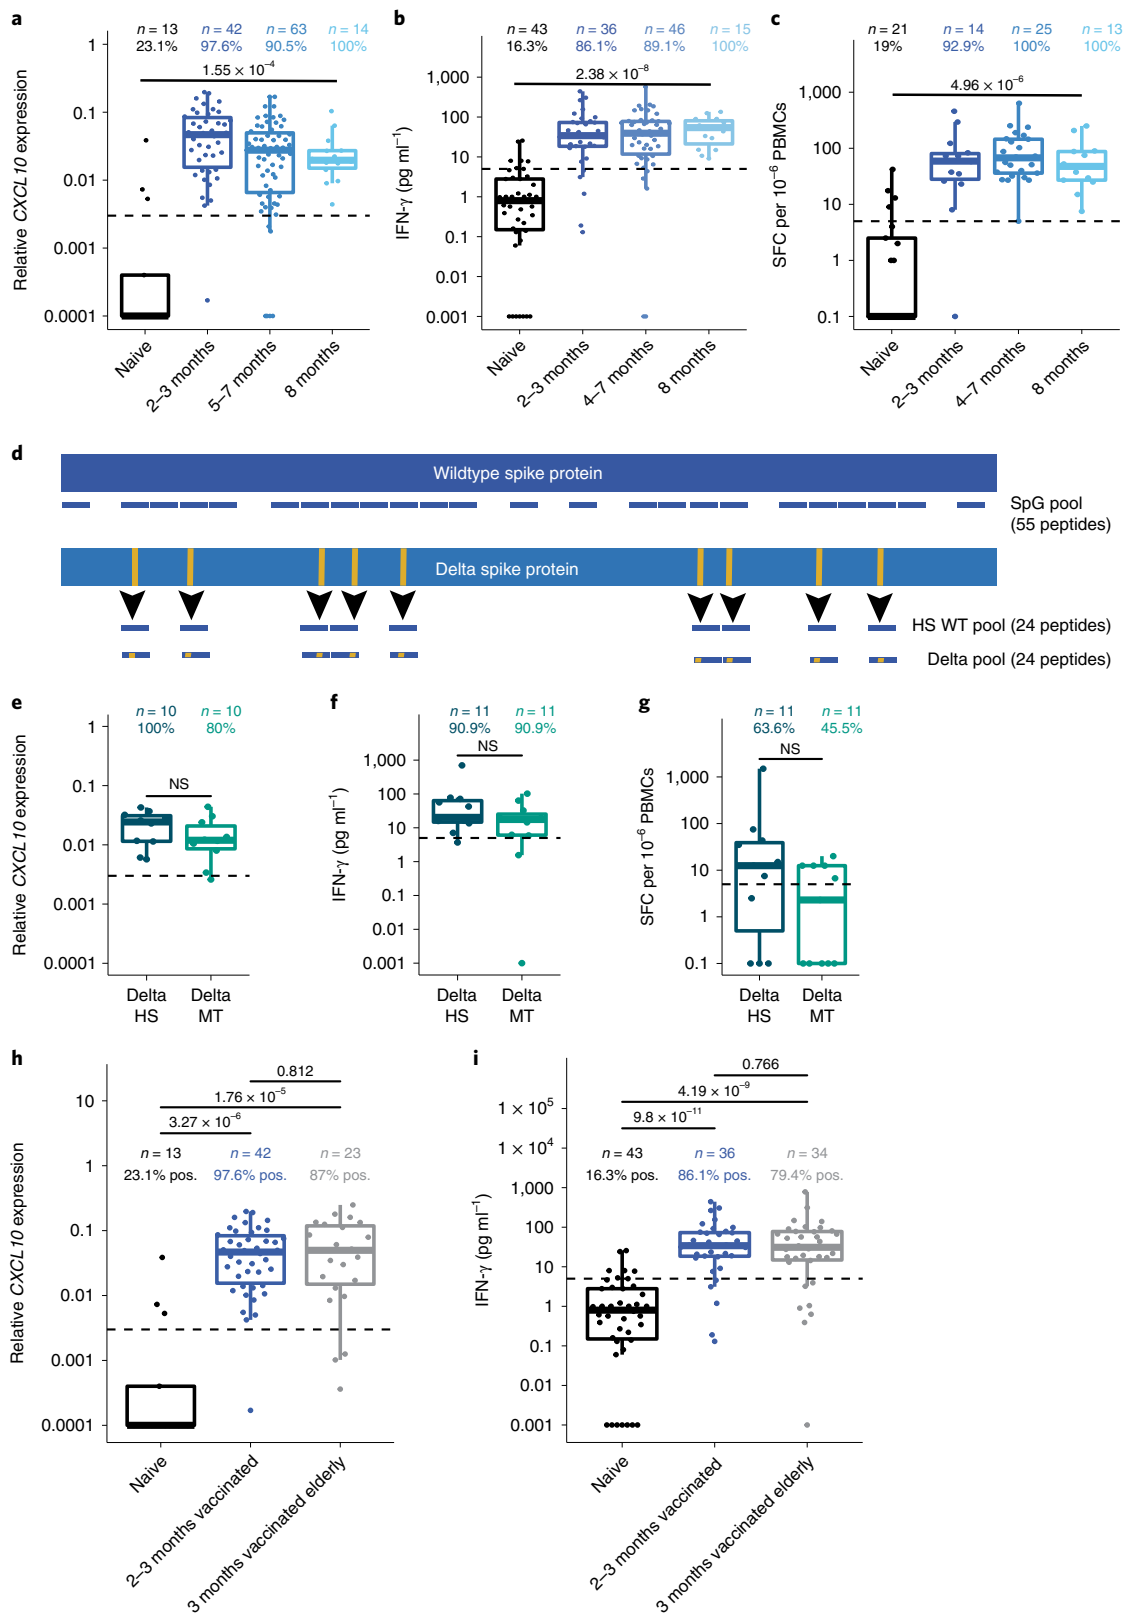 a
n = 13 n = 42 n = 63 n = 14
23.1% 97.6% 90.5% 100%
1.55 × 10⁻⁴
Relative CXCL10 expression
1
0.1
0.01
0.001
0.0001
Naive
2–3 months
5–7 months
8 months
b
n = 43 n = 36 n = 46 n = 15
16.3% 86.1% 89.1% 100%
2.38 × 10⁻⁸
IFN-γ (pg ml⁻¹)
1,000
100
10
1
0.1
0.01
0.001
Naive
2–3 months
4–7 months
8 months
c
n = 21 n = 14 n = 25 n = 13
19% 92.9% 100% 100%
4.96 × 10⁻⁶
SFC per 10⁻⁶ PBMCs
1,000
100
10
1
0.1
Naive
2–3 months
4–7 months
8 months
d
Wildtype spike protein
SpG pool
(55 peptides)
Delta spike protein
HS WT pool (24 peptides)
Delta pool (24 peptides)
e
n = 10 n = 10
100% 80%
NS
Relative CXCL10 expression
1
0.1
0.01
0.001
0.0001
Delta
HS
Delta
MT
f
n = 11 n = 11
90.9% 90.9%
NS
IFN-γ (pg ml⁻¹)
1,000
100
10
1
0.1
0.01
0.001
Delta
HS
Delta
MT
g
n = 11 n = 11
63.6% 45.5%
NS
SFC per 10⁻⁶ PBMCs
1,000
100
10
1
0.1
Delta
HS
Delta
MT
h
0.812
1.76 × 10⁻⁵
3.27 × 10⁻⁶
n = 13 n = 42 n = 23
23.1% pos. 97.6% pos. 87% pos.
Relative CXCL10 expression
10
1
0.1
0.01
0.001
0.0001
Naive
2–3 months vaccinated
3 months vaccinated elderly
i
0.766
4.19 × 10⁻⁹
9.8 × 10⁻¹¹
n = 43 n = 36 n = 34
16.3% pos. 86.1% pos. 79.4% pos.
IFN-γ (pg ml⁻¹)
1 × 10⁵
1 × 10⁴
1,000
100
10
1
0.1
0.01
0.001
Naive
2–3 months vaccinated
3 months vaccinated elderly